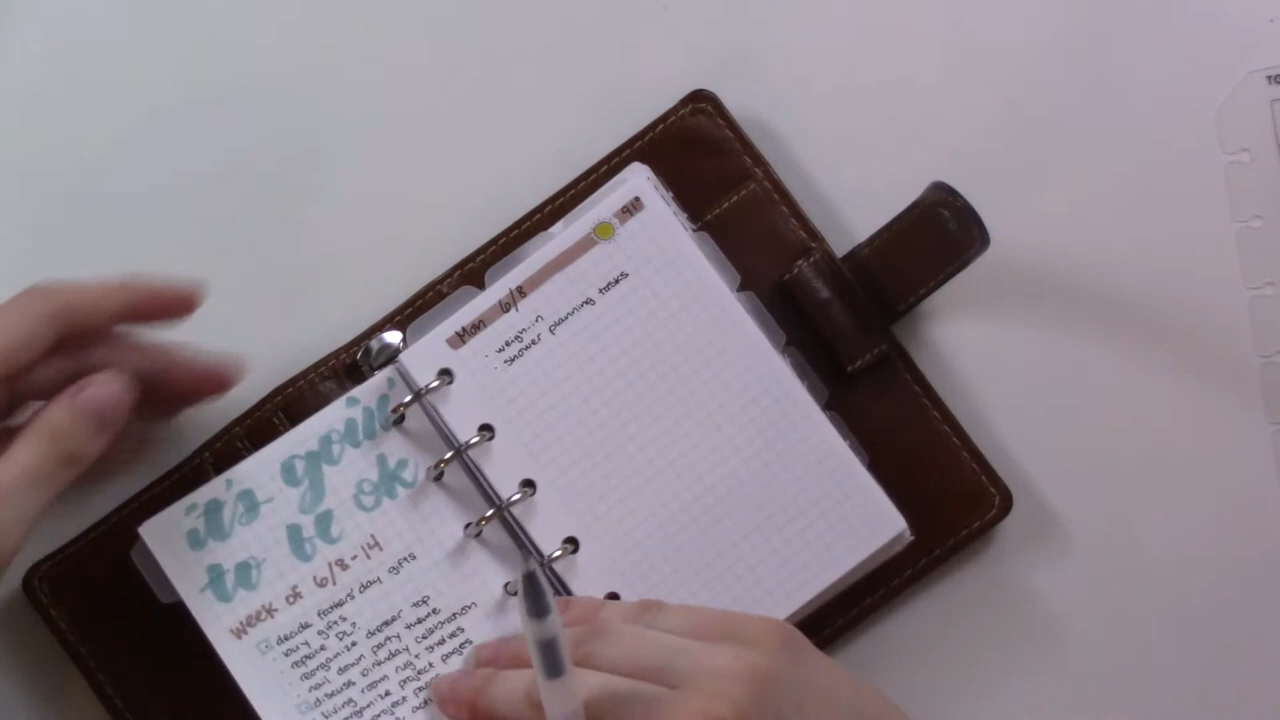 it's goin'
to be ok
week of 6/8-14
decide fathers' day gifts
· buy gifts
· replace DL?
· reorganize dresser top
· nail down party theme
discuss birthday celebration
living room rug + shelves
organize project pages
project
Mon 6/8 91°
· weigh-in
· shower planning tasks